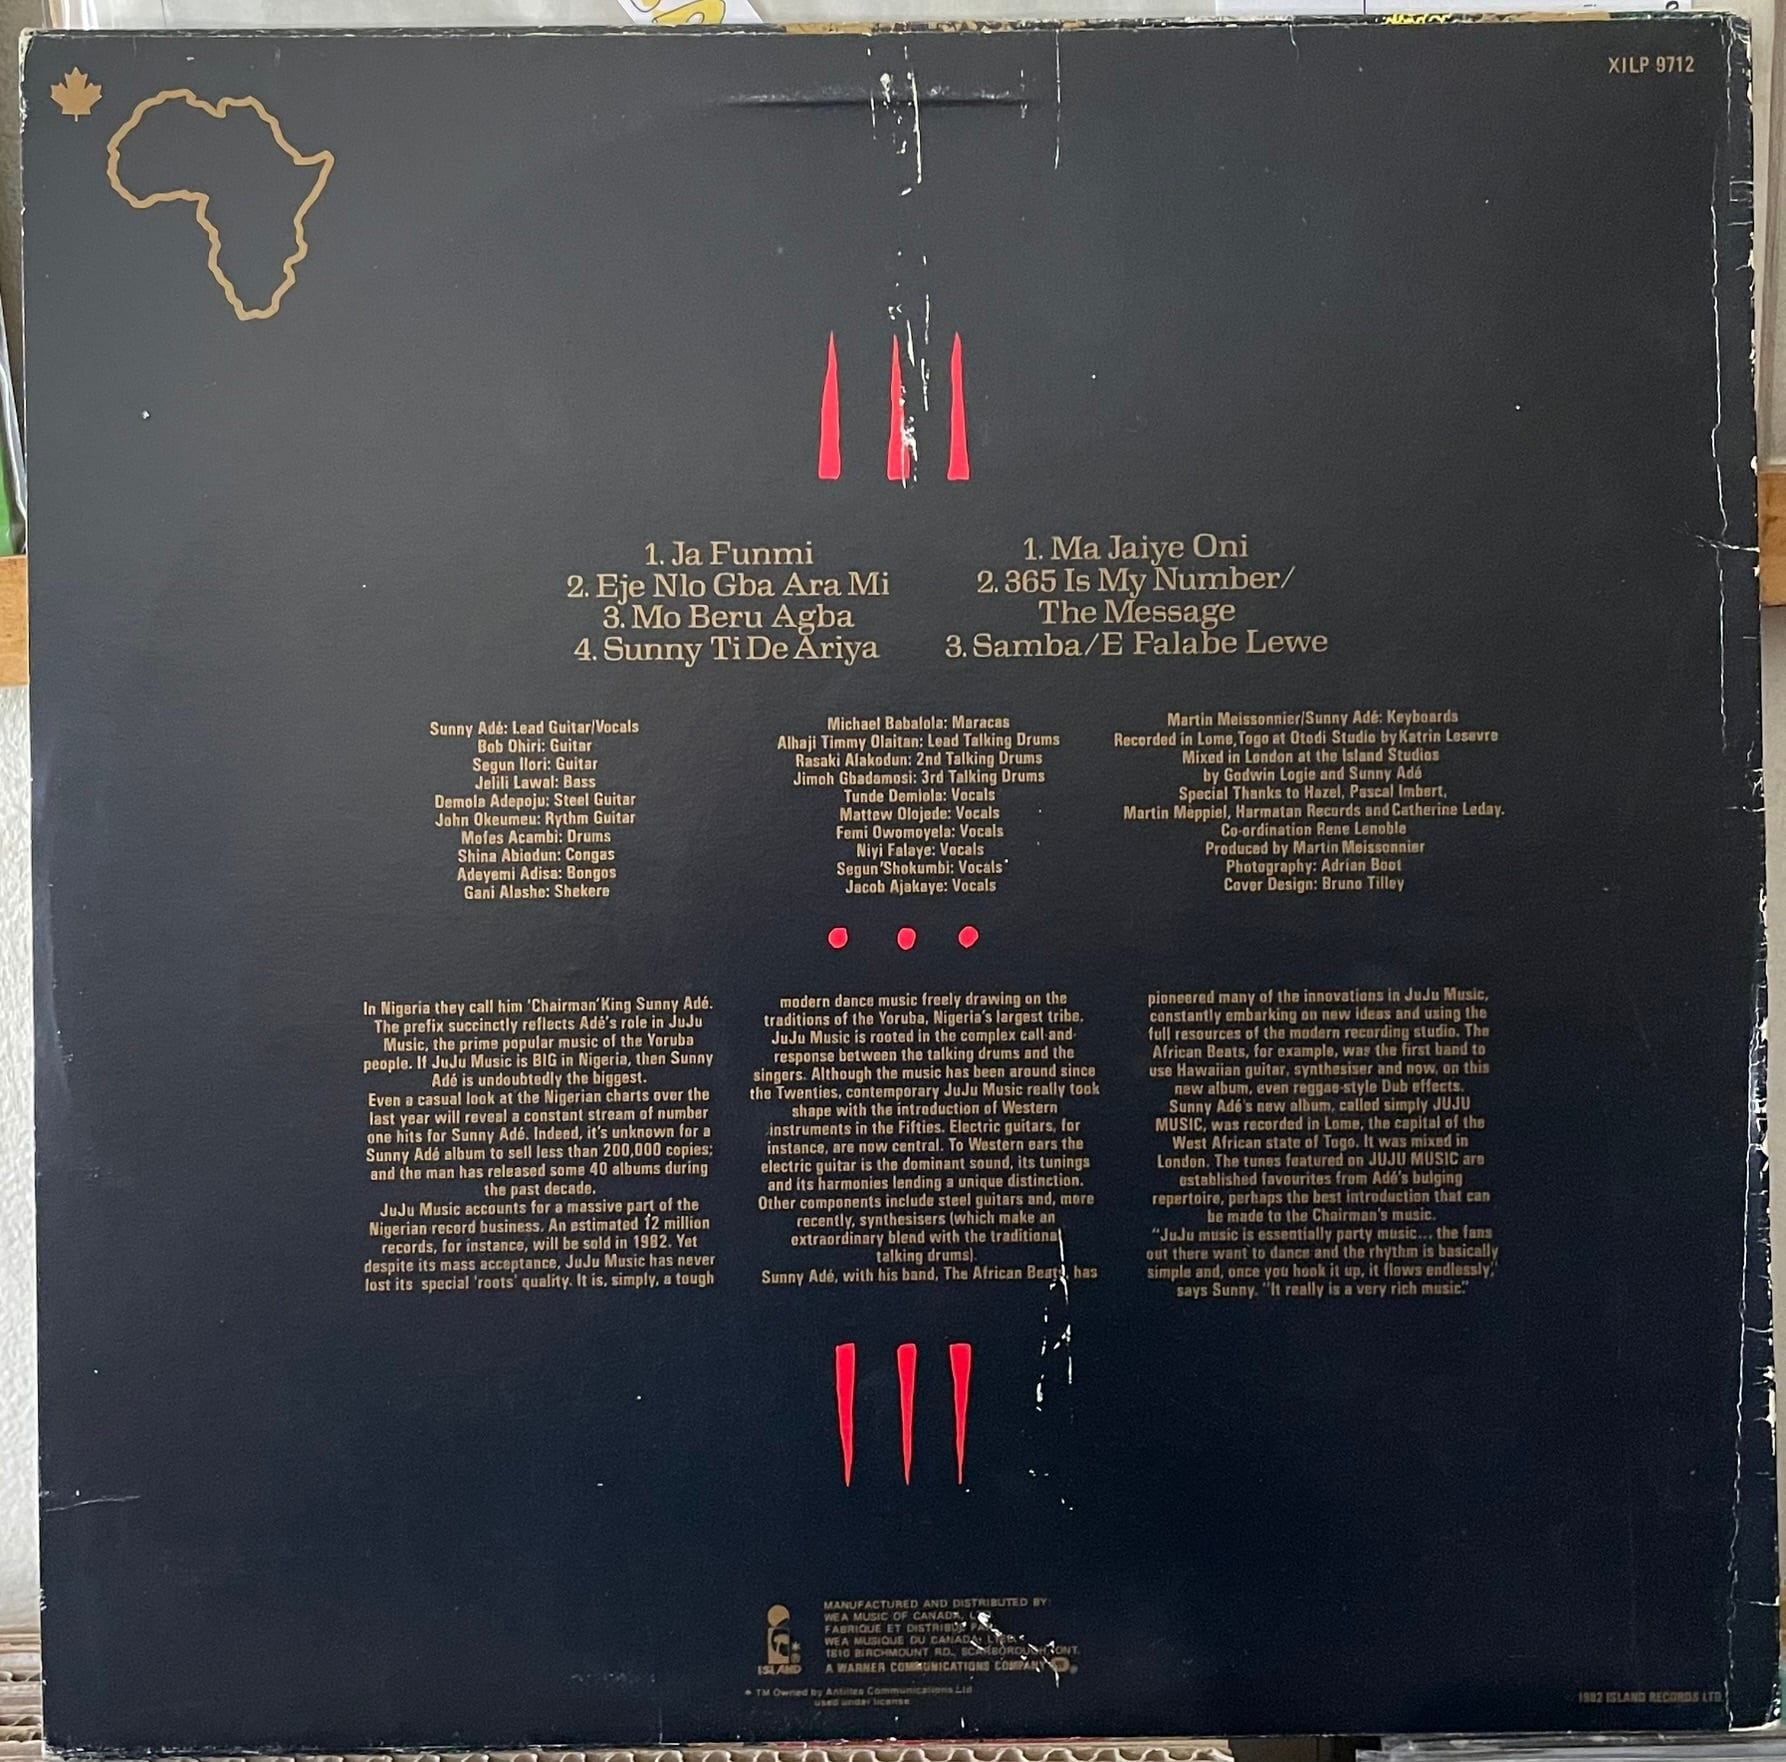 XILP 9712
1. Ja Funmi
2. Eje Nlo Gba Ara Mi
3. Mo Beru Agba
4. Sunny Ti De Ariya
1. Ma Jaiye Oni
2. 365 Is My Number/
The Message
3. Samba/E Falabe Lewe
Sunny Adé: Lead Guitar/Vocals
Bob Ohiri: Guitar
Segun Ilori: Guitar
Jelili Lawal: Bass
Demola Adepoju: Steel Guitar
John Okeumeu: Rythm Guitar
Mofes Acambi: Drums
Shina Abiodun: Congas
Adeyemi Adisa: Bongos
Gani Alashe: Shekere
Michael Babalola: Maracas
Alhaji Timmy Olaitan: Lead Talking Drums
Rasaki Alakodun: 2nd Talking Drums
Jimoh Gbadamosi: 3rd Talking Drums
Tunde Demiola: Vocals
Mattew Olojede: Vocals
Femi Owomoyela: Vocals
Niyi Falaye: Vocals
Segun Shokumbi: Vocals
Jacob Ajakaye: Vocals
Martin Meissonnier/Sunny Adé: Keyboards
Recorded in Lome, Togo at Otodi Studio by Katrin Lesevre
Mixed in London at the Island Studios
by Godwin Logie and Sunny Adé
Special Thanks to Hazel, Pascal Imbert,
Martin Meppiel, Harmatan Records and Catherine Leday.
Co-ordination Rene Lenoble
Produced by Martin Meissonnier
Photography: Adrian Boot
Cover Design: Bruno Tilley
In Nigeria they call him 'Chairman' King Sunny Adé.
The prefix succinctly reflects Adé's role in JuJu
Music, the prime popular music of the Yoruba
people. If JuJu Music is BIG in Nigeria, then Sunny
Adé is undoubtedly the biggest.
Even a casual look at the Nigerian charts over the
last year will reveal a constant stream of number
one hits for Sunny Adé. Indeed, it's unknown for a
Sunny Adé album to sell less than 200,000 copies;
and the man has released some 40 albums during
the past decade.
JuJu Music accounts for a massive part of the
Nigerian record business. An estimated 12 million
records, for instance, will be sold in 1982. Yet
despite its mass acceptance, JuJu Music has never
lost its special 'roots' quality. It is, simply, a tough
modern dance music freely drawing on the
traditions of the Yoruba, Nigeria's largest tribe.
JuJu Music is rooted in the complex call-and-
response between the talking drums and the
singers. Although the music has been around since
the Twenties, contemporary JuJu Music really took
shape with the introduction of Western
instruments in the Fifties. Electric guitars, for
instance, are now central. To Western ears the
electric guitar is the dominant sound, its tunings
and its harmonies lending a unique distinction.
Other components include steel guitars and, more
recently, synthesisers (which make an
extraordinary blend with the traditional
talking drums).
Sunny Adé, with his band, The African Beats, has
pioneered many of the innovations in JuJu Music,
constantly embarking on new ideas and using the
full resources of the modern recording studio. The
African Beats, for example, was the first band to
use Hawaiian guitar, synthesiser and now, on this
new album, even reggae-style Dub effects.
Sunny Adé's new album, called simply JUJU
MUSIC, was recorded in Lome, the capital of the
West African state of Togo. It was mixed in
London. The tunes featured on JUJU MUSIC are
established favourites from Adé's bulging
repertoire, perhaps the best introduction that can
be made to the Chairman's music.
"JuJu music is essentially party music... the fans
out there want to dance and the rhythm is basically
simple and, once you hook it up, it flows endlessly,"
says Sunny. "It really is a very rich music."
ISLAND
MANUFACTURED AND DISTRIBUTED BY:
WEA MUSIC OF CANADA,
FABRIQUE ET DISTRIBUÉ PAR
WEA MUSIQUE DU CANADA, LTEE.
1810 BIRCHMOUNT RD., SCARBOROUGH, ONT.
A WARNER COMMUNICATIONS COMPANY
* TM Owned by Antilles Communications Ltd
used under license
1982 ISLAND RECORDS LTD.